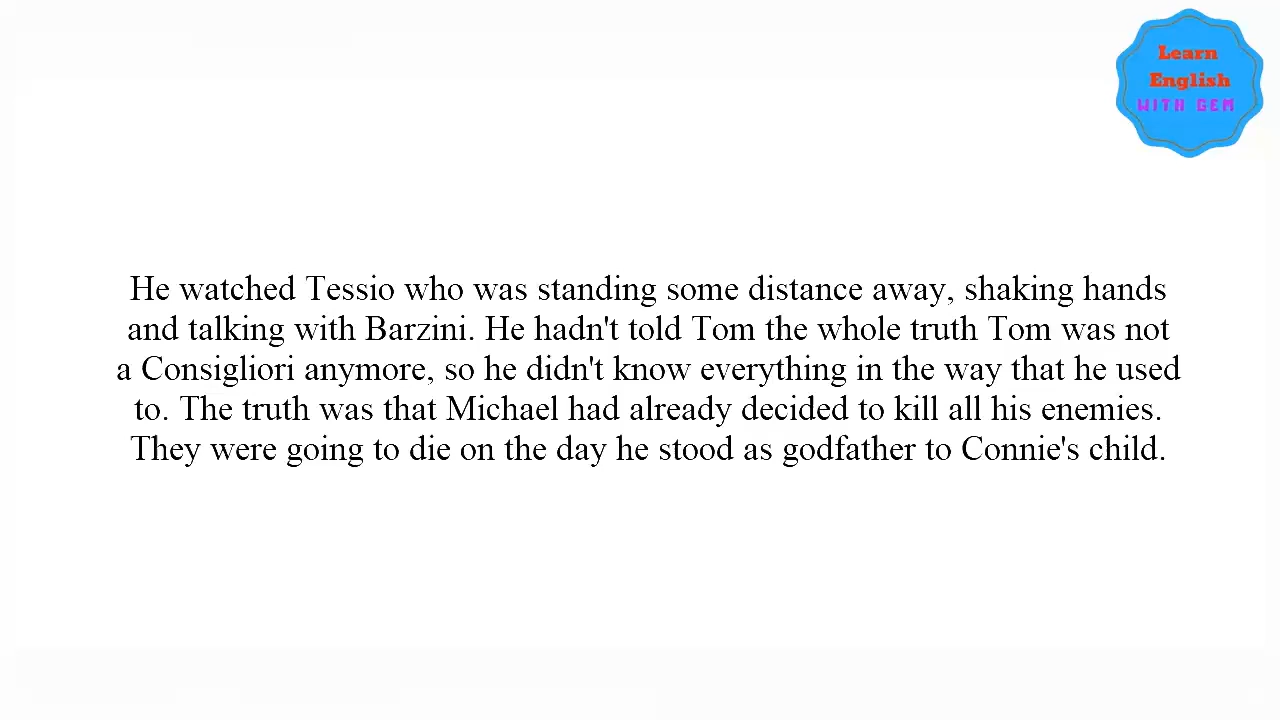 Learn
English
WITH GEM
He watched Tessio who was standing some distance away, shaking hands
and talking with Barzini. He hadn't told Tom the whole truth Tom was not
a Consigliori anymore, so he didn't know everything in the way that he used
to. The truth was that Michael had already decided to kill all his enemies.
They were going to die on the day he stood as godfather to Connie's child.